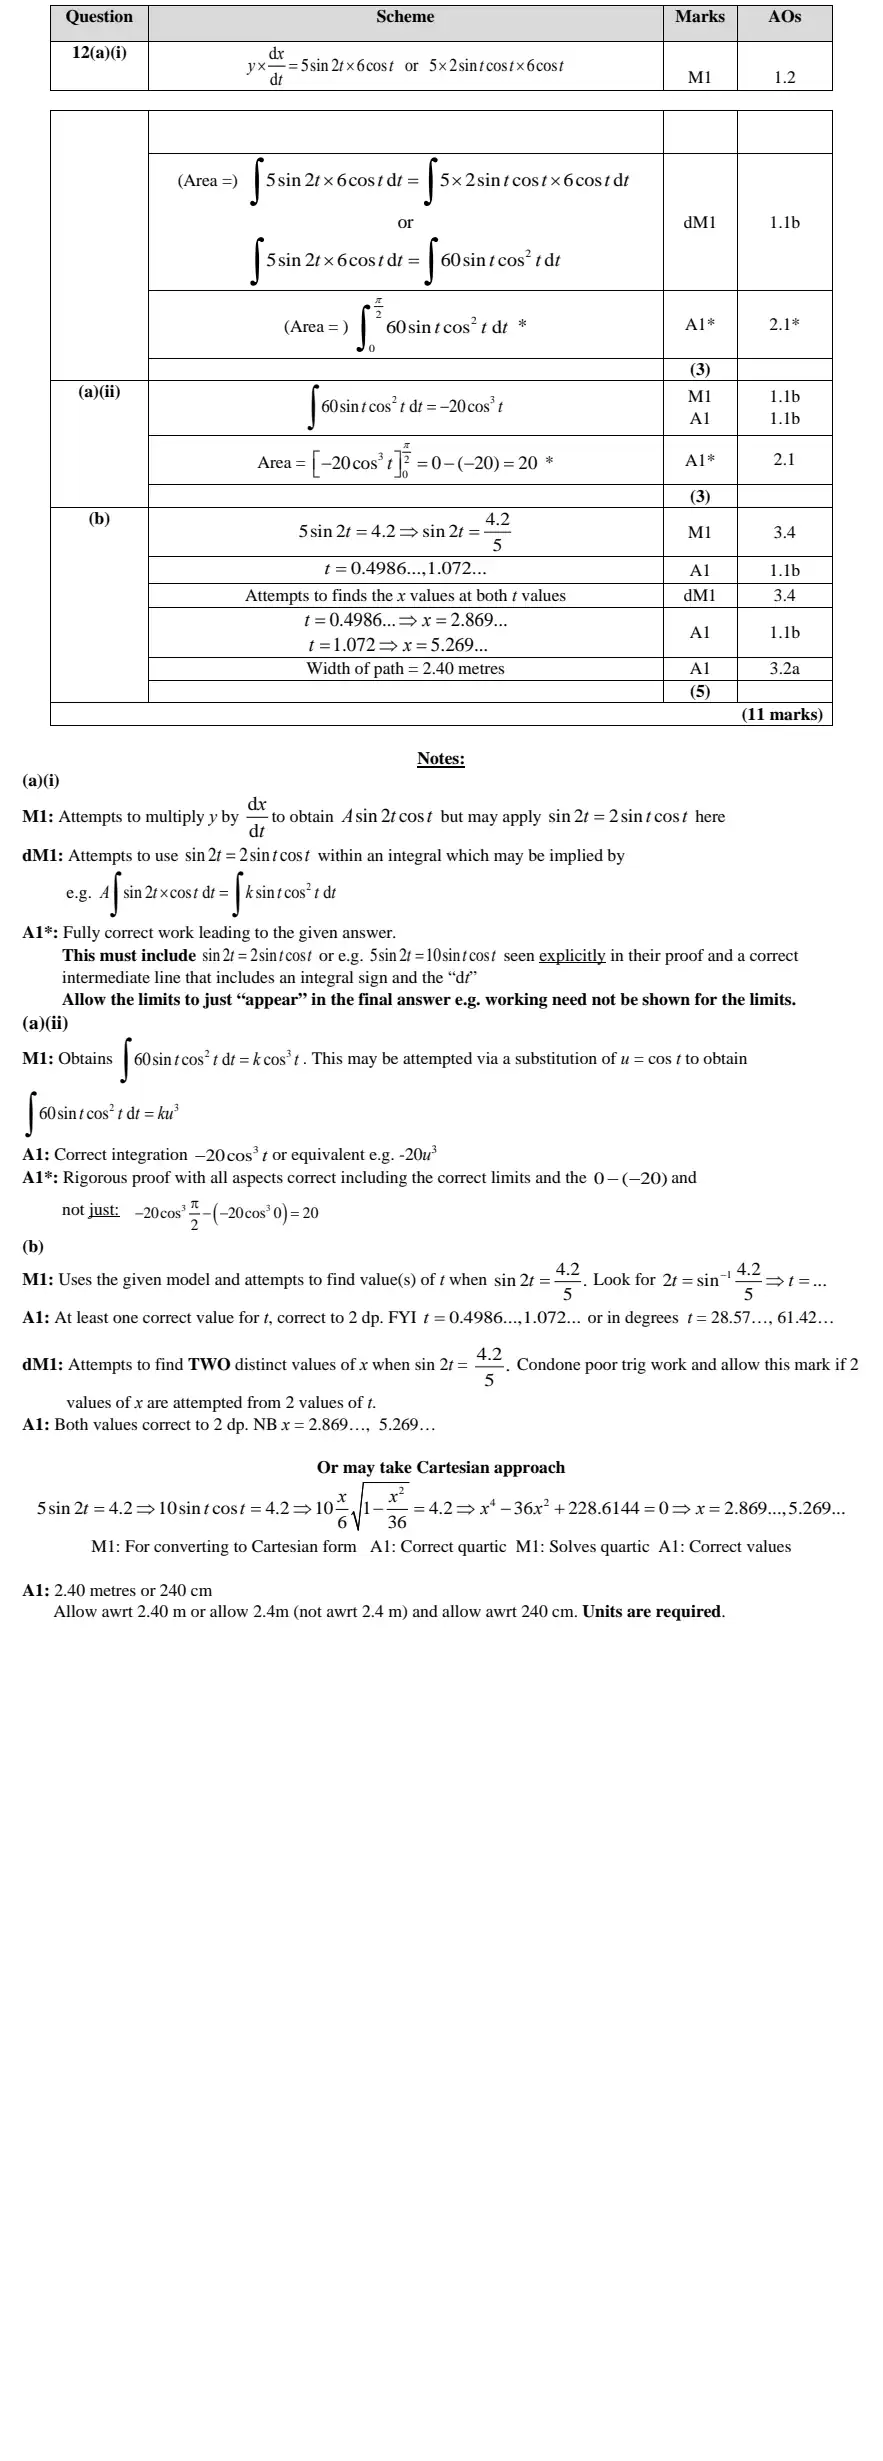 Question Scheme Marks AOs
12(a)(i) y × dx/dt = 5sin 2t × 6cos t or 5 × 2sin t cos t × 6cos t M1 1.2
(Area =) ∫ 5sin 2t × 6cos t dt = ∫ 5 × 2sin t cos t × 6cos t dt
or
∫ 5sin 2t × 6cos t dt = ∫ 60sin t cos² t dt
dM1 1.1b
(Area = ) ∫₀^(π/2) 60sin t cos² t dt * A1* 2.1*
(3)
(a)(ii) ∫ 60sin t cos² t dt = −20cos³ t M1 1.1b
A1 1.1b
Area = [−20cos³ t]₀^(π/2) = 0 − (−20) = 20 * A1* 2.1
(3)
(b) 5sin 2t = 4.2 ⇒ sin 2t = 4.2/5 M1 3.4
t = 0.4986...,1.072... A1 1.1b
Attempts to finds the x values at both t values dM1 3.4
t = 0.4986... ⇒ x = 2.869...
t = 1.072 ⇒ x = 5.269...
A1 1.1b
Width of path = 2.40 metres A1 3.2a
(5)
(11 marks)
Notes:
(a)(i)
M1: Attempts to multiply y by dx/dt to obtain A sin 2t cos t but may apply sin 2t = 2sin t cos t here
dM1: Attempts to use sin 2t = 2sin t cos t within an integral which may be implied by
e.g. A ∫ sin 2t × cos t dt = ∫ k sin t cos² t dt
A1*: Fully correct work leading to the given answer.
This must include sin 2t = 2sin t cos t or e.g. 5sin 2t = 10sin t cos t seen explicitly in their proof and a correct
intermediate line that includes an integral sign and the “dt”
Allow the limits to just “appear” in the final answer e.g. working need not be shown for the limits.
(a)(ii)
M1: Obtains ∫ 60sin t cos² t dt = k cos³ t . This may be attempted via a substitution of u = cos t to obtain
∫ 60sin t cos² t dt = ku³
A1: Correct integration −20cos³ t or equivalent e.g. -20u³
A1*: Rigorous proof with all aspects correct including the correct limits and the 0 − (−20) and
not just: −20cos³ π/2 − (−20cos³ 0) = 20
(b)
M1: Uses the given model and attempts to find value(s) of t when sin 2t = 4.2/5. Look for 2t = sin⁻¹ 4.2/5 ⇒ t = ...
A1: At least one correct value for t, correct to 2 dp. FYI t = 0.4986...,1.072... or in degrees t = 28.57…, 61.42…
dM1: Attempts to find TWO distinct values of x when sin 2t = 4.2/5. Condone poor trig work and allow this mark if 2
values of x are attempted from 2 values of t.
A1: Both values correct to 2 dp. NB x = 2.869…, 5.269…
Or may take Cartesian approach
5sin 2t = 4.2 ⇒ 10sin t cos t = 4.2 ⇒ 10 x/6 √(1 − x²/36) = 4.2 ⇒ x⁴ − 36x² + 228.6144 = 0 ⇒ x = 2.869...,5.269...
M1: For converting to Cartesian form A1: Correct quartic M1: Solves quartic A1: Correct values
A1: 2.40 metres or 240 cm
Allow awrt 2.40 m or allow 2.4m (not awrt 2.4 m) and allow awrt 240 cm. Units are required.